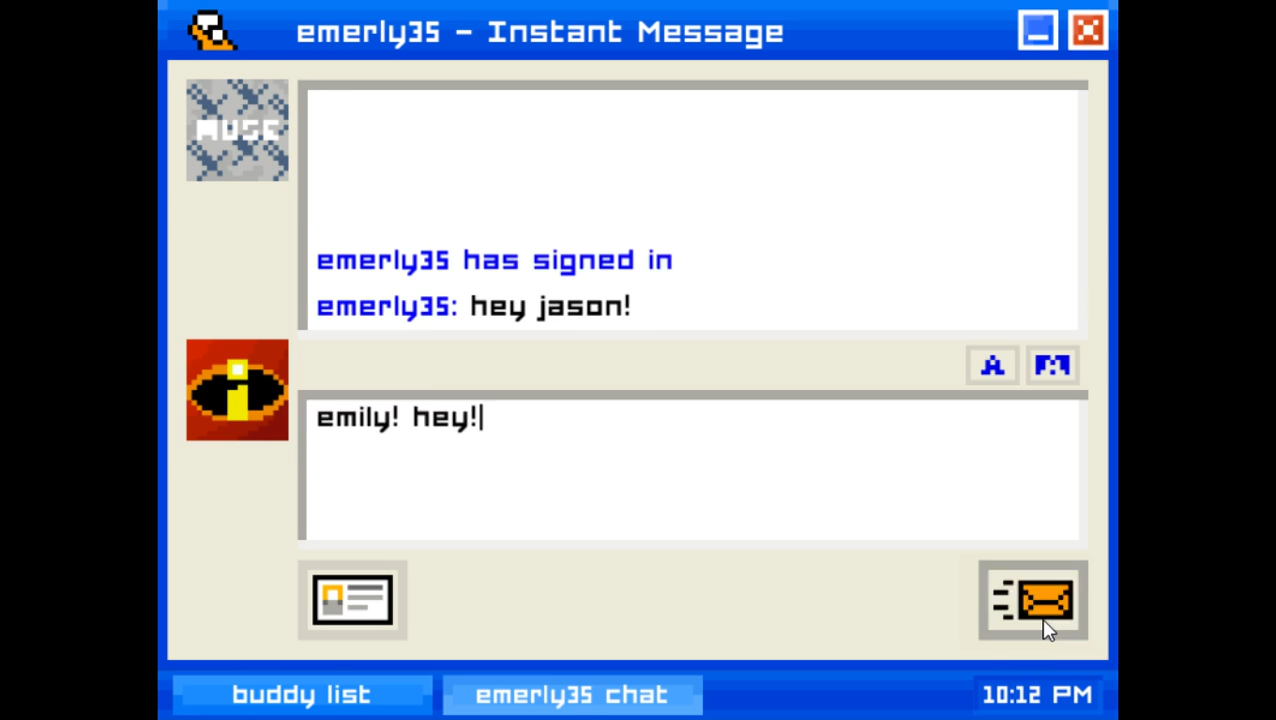 emerly35 - Instant Message
MUSE
emerly35 has signed in
emerly35: hey jason!
A
emily! hey!
buddy list
emerly35 chat
10:12 PM